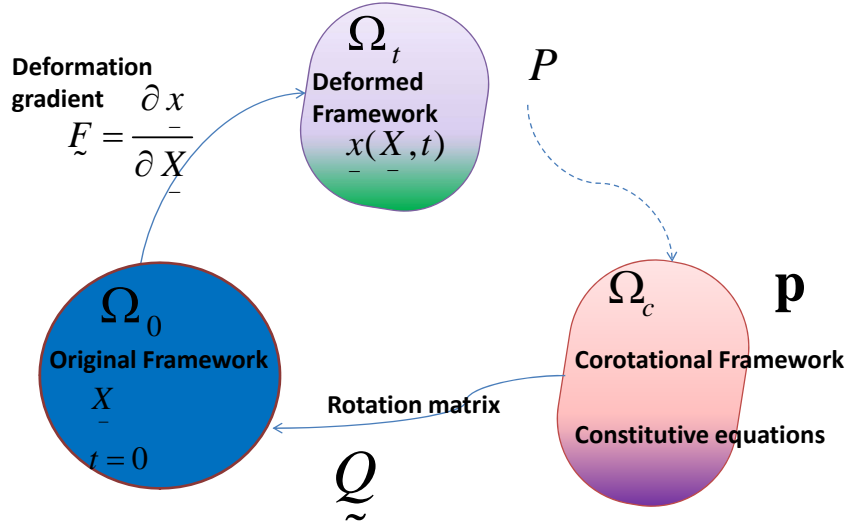 Deformation
gradient
F̰ = ∂x̲ / ∂X̲
Ω_t
Deformed
Framework
x̲(X̲,t)
P
Ω_0
Original Framework
X̲
t = 0
Rotation matrix
Q̰
Ω_c
p
Corotational Framework
Constitutive equations